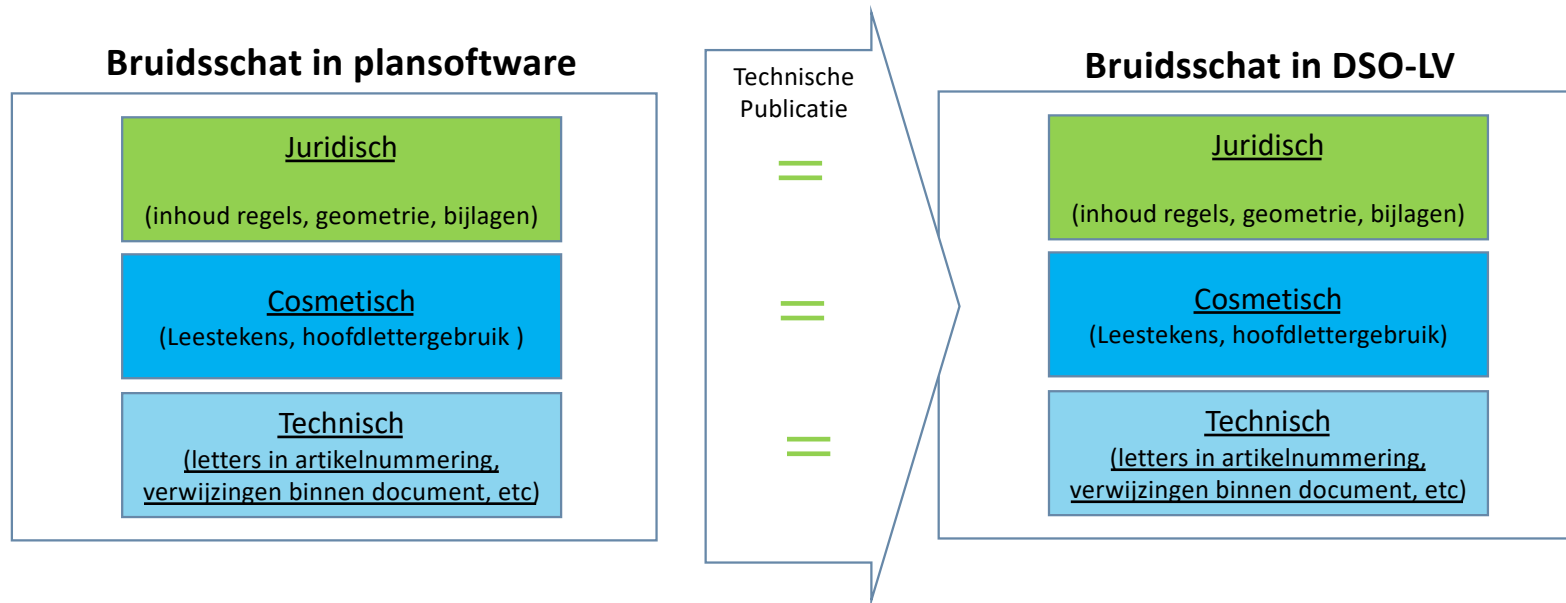 Bruidsschat in plansoftware
Juridisch
(inhoud regels, geometrie, bijlagen)
Cosmetisch
(Leestekens, hoofdlettergebruik )
Technisch
(letters in artikelnummering,
verwijzingen binnen document, etc)
Technische
Publicatie
=
=
=
Bruidsschat in DSO-LV
Juridisch
(inhoud regels, geometrie, bijlagen)
Cosmetisch
(Leestekens, hoofdlettergebruik)
Technisch
(letters in artikelnummering,
verwijzingen binnen document, etc)